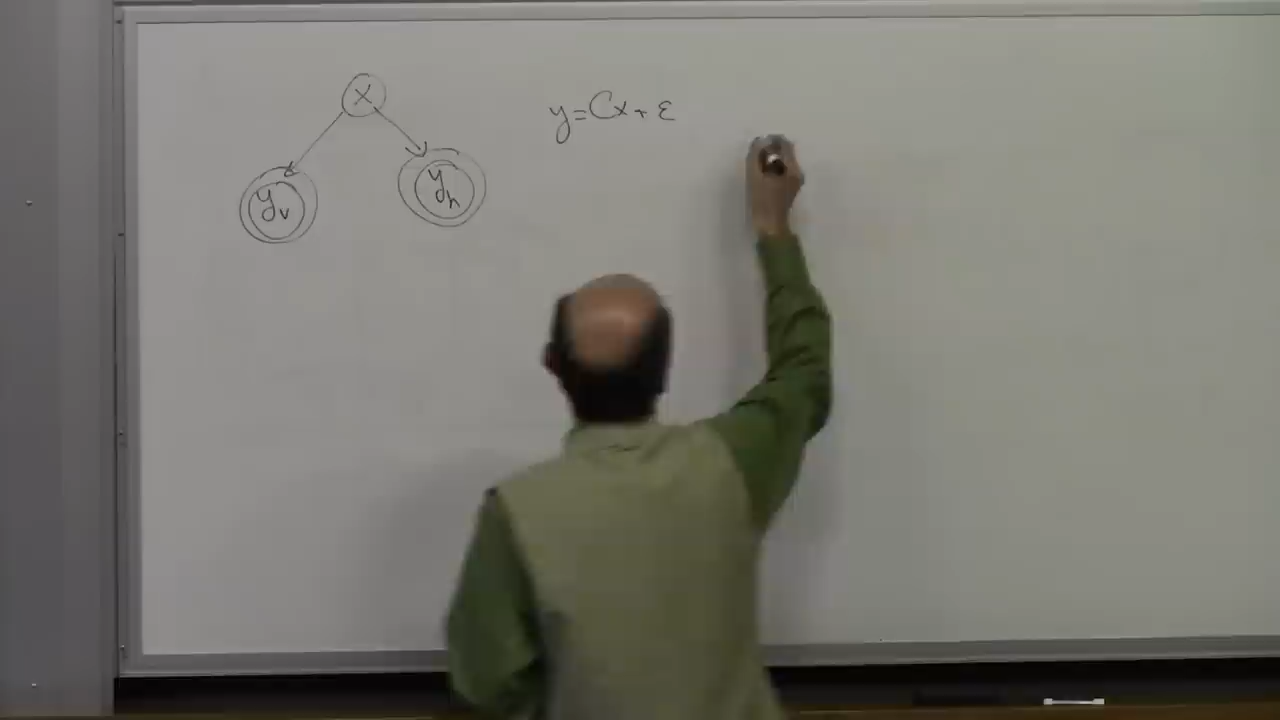 x
y_v
y_h
y = Cx + ε